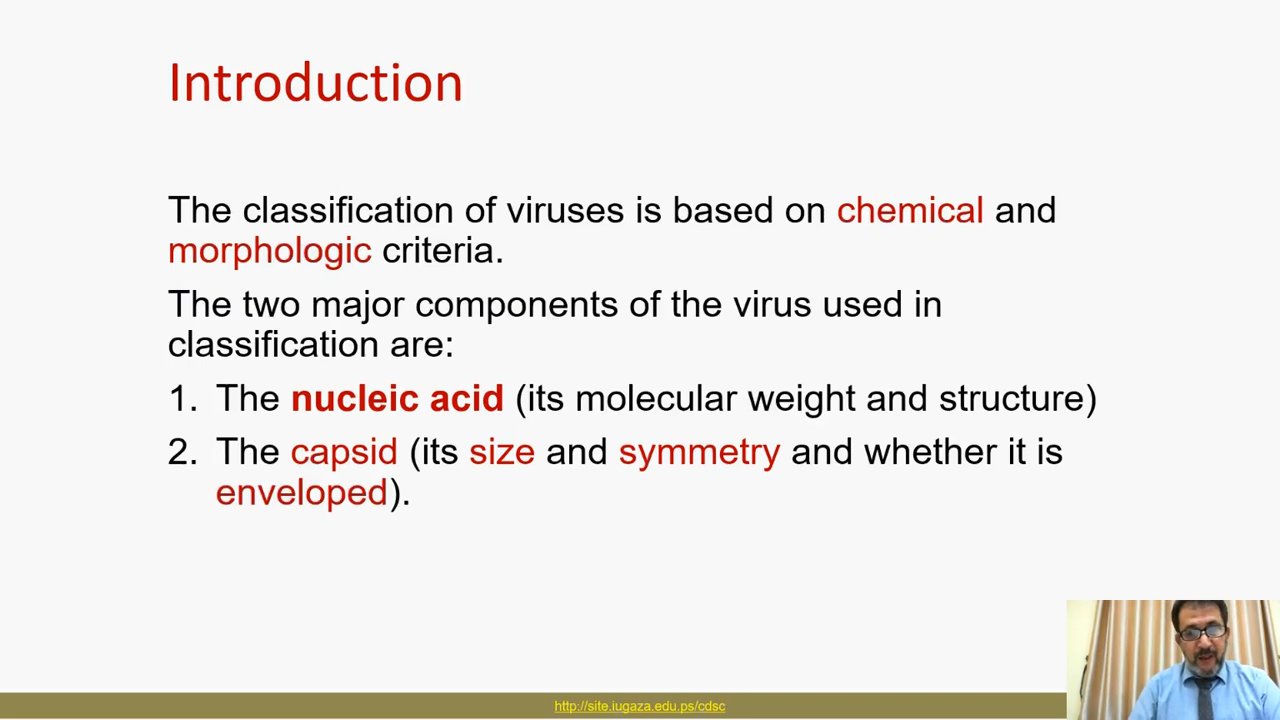 Introduction
The classification of viruses is based on chemical and
morphologic criteria.
The two major components of the virus used in
classification are:
1. The nucleic acid (its molecular weight and structure)
2. The capsid (its size and symmetry and whether it is
enveloped).
http://site.iugaza.edu.ps/cdsc